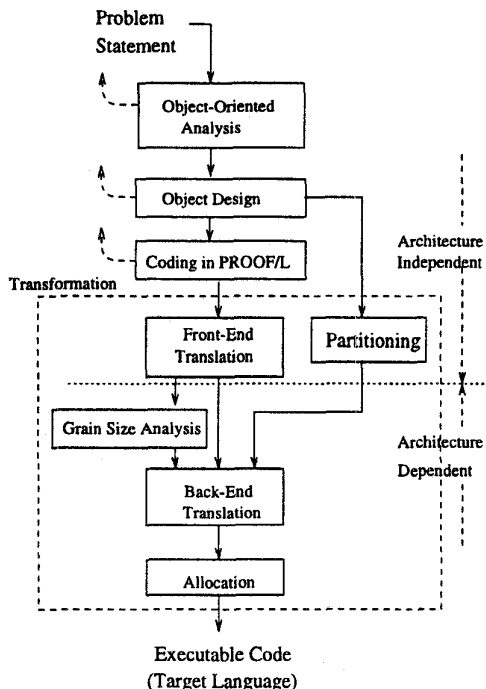 Problem
Statement
Object-Oriented
Analysis
Object Design
Coding in PROOF/L
Architecture
Independent
Transformation
Front-End
Translation
Partitioning
Grain Size Analysis
Architecture
Dependent
Back-End
Translation
Allocation
Executable Code
(Target Language)